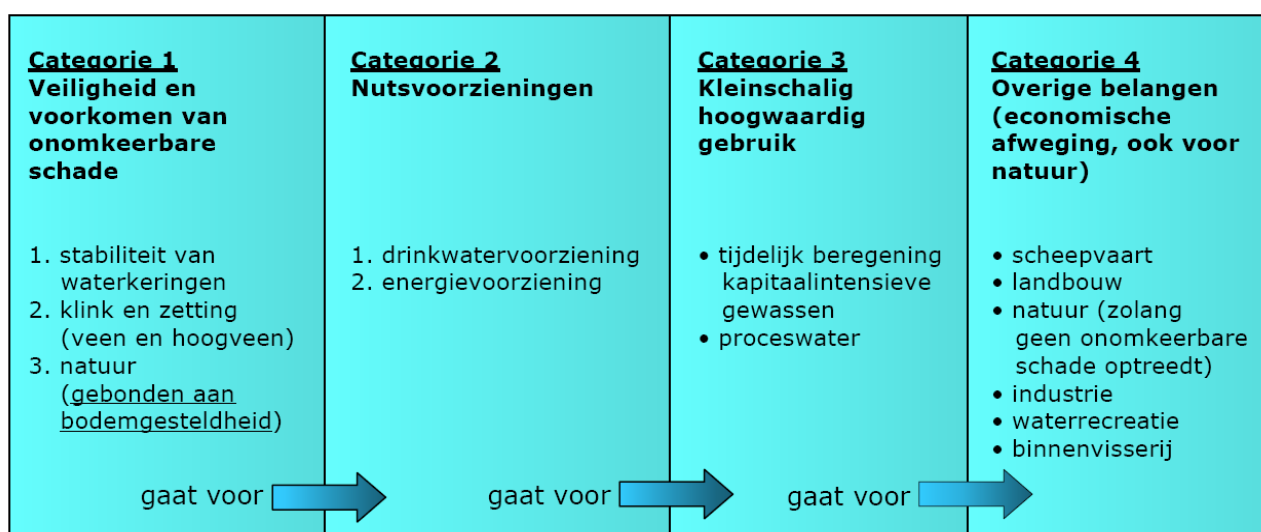 Categorie 1
Veiligheid en
voorkomen van
onomkeerbare
schade
1. stabiliteit van
waterkeringen
2. klink en zetting
(veen en hoogveen)
3. natuur
(gebonden aan
bodemgesteldheid)
gaat voor
Categorie 2
Nutsvoorzieningen
1. drinkwatervoorziening
2. energievoorziening
gaat voor
Categorie 3
Kleinschalig
hoogwaardig
gebruik
• tijdelijk beregening
kapitaalintensieve
gewassen
• proceswater
gaat voor
Categorie 4
Overige belangen
(economische
afweging, ook voor
natuur)
• scheepvaart
• landbouw
• natuur (zolang
geen onomkeerbare
schade optreedt)
• industrie
• waterrecreatie
• binnenvisserij